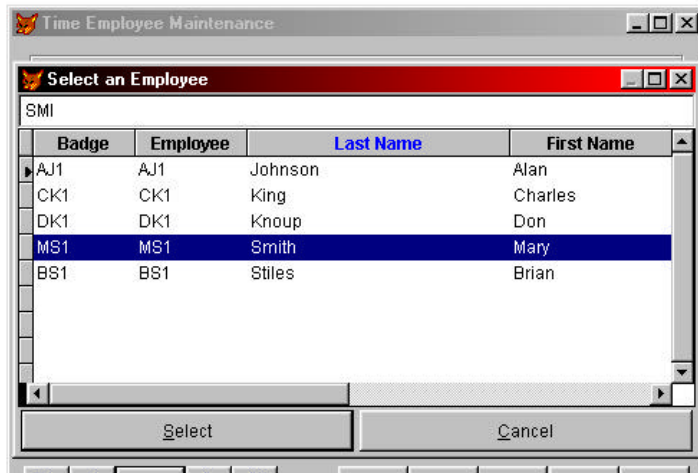 Time Employee Maintenance
Select an Employee
SMI
Badge Employee Last Name First Name
AJ1 AJ1 Johnson Alan
CK1 CK1 King Charles
DK1 DK1 Knoup Don
MS1 MS1 Smith Mary
BS1 BS1 Stiles Brian
Select Cancel